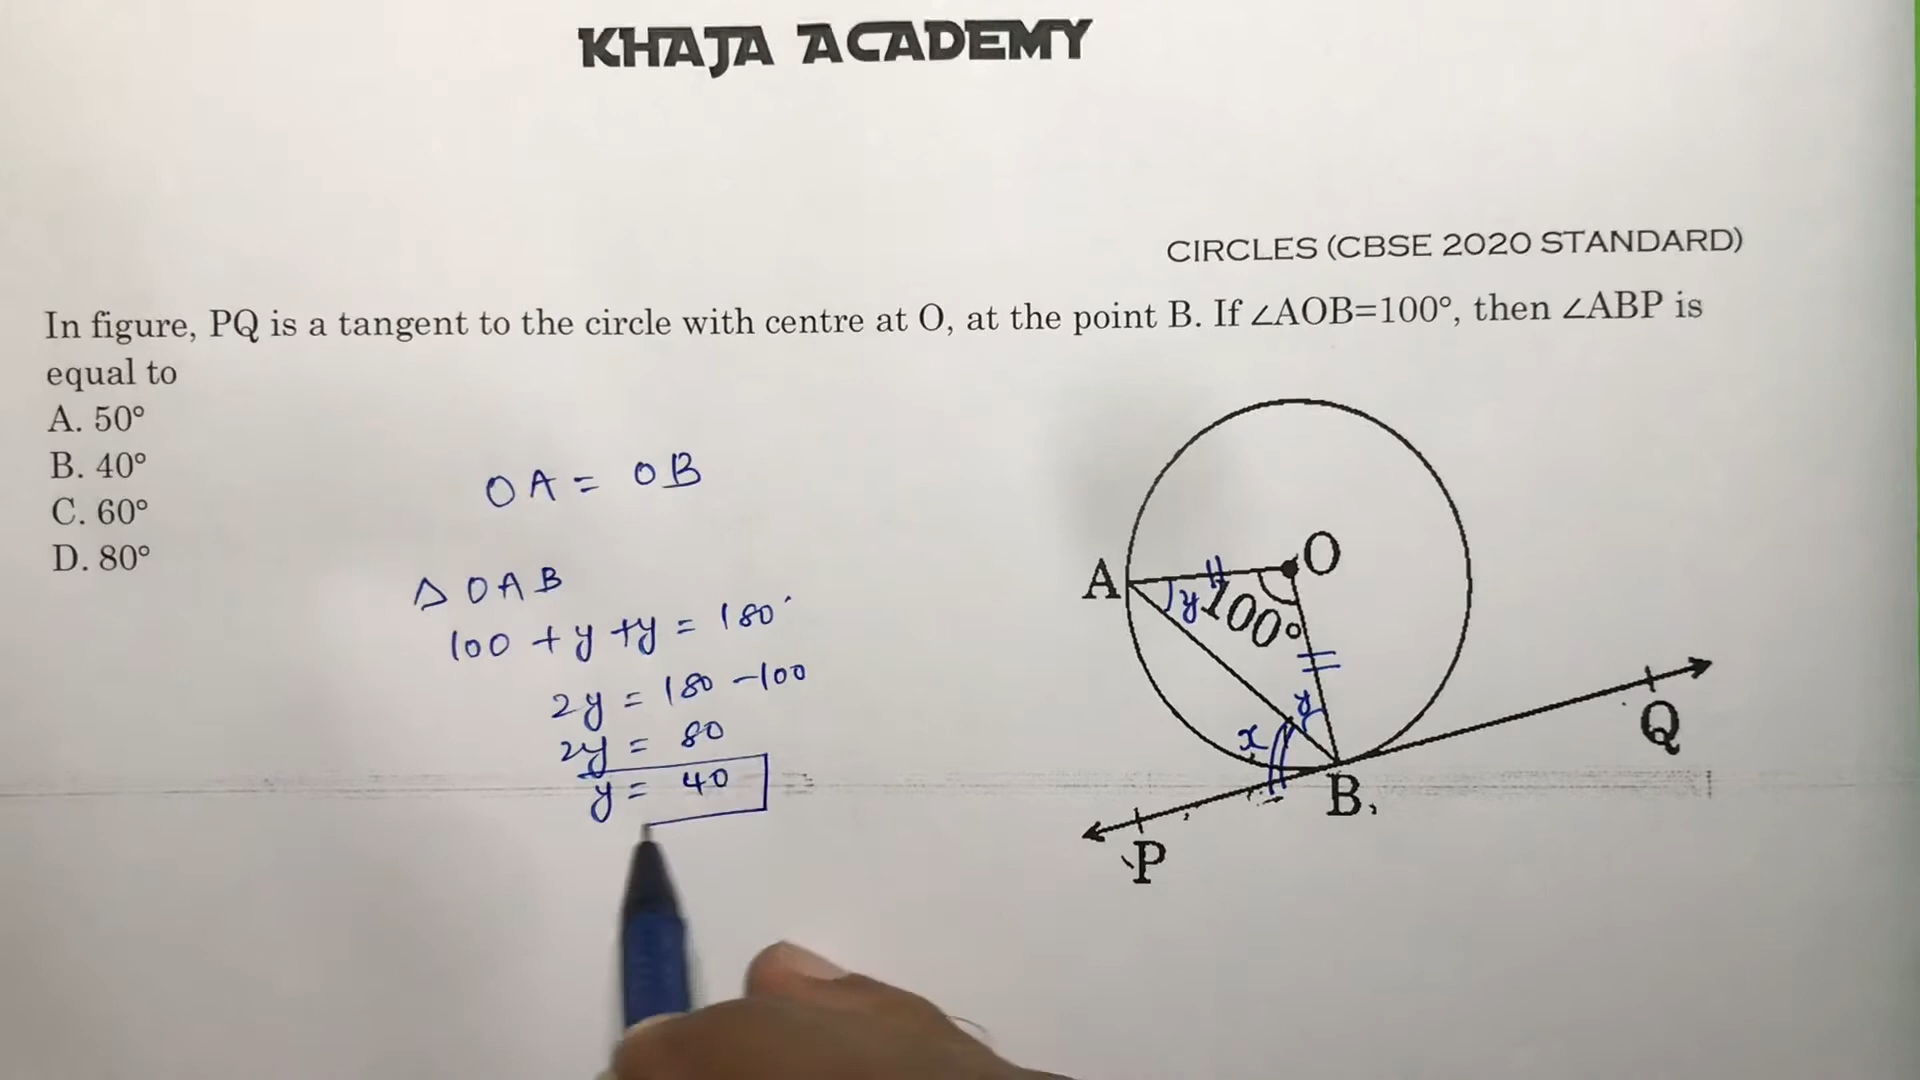 KHAJA ACADEMY
CIRCLES (CBSE 2020 STANDARD)
In figure, PQ is a tangent to the circle with centre at O, at the point B. If ∠AOB=100°, then ∠ABP is
equal to
A. 50°
B. 40°
C. 60°
D. 80°
OA = OB
Δ OAB
100 + y + y = 180°
2y = 180 - 100
2y = 80
y = 40
O
A
y
100°
y
x
Q
B
P